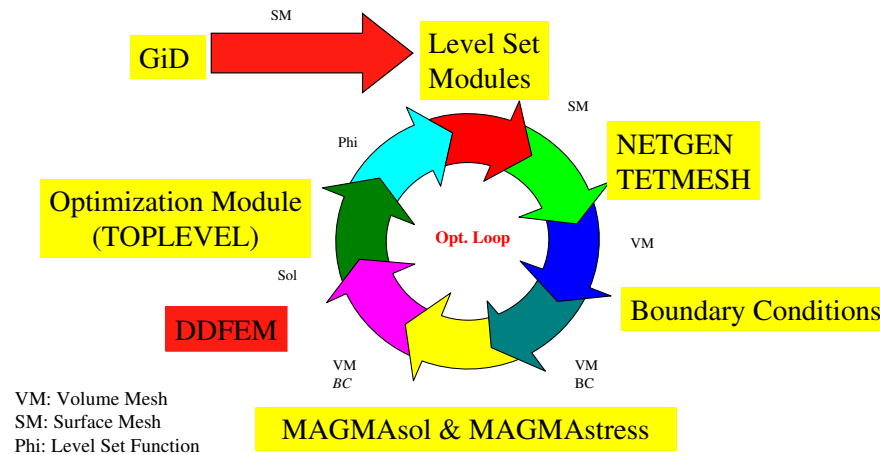 SM
GiD
Level Set
Modules
SM
Phi
NETGEN
TETMESH
Optimization Module
(TOPLEVEL)
Opt. Loop
VM
Sol
Boundary Conditions
DDFEM
VM
BC
VM
BC
VM: Volume Mesh
SM: Surface Mesh
Phi: Level Set Function
MAGMAsol & MAGMAstress